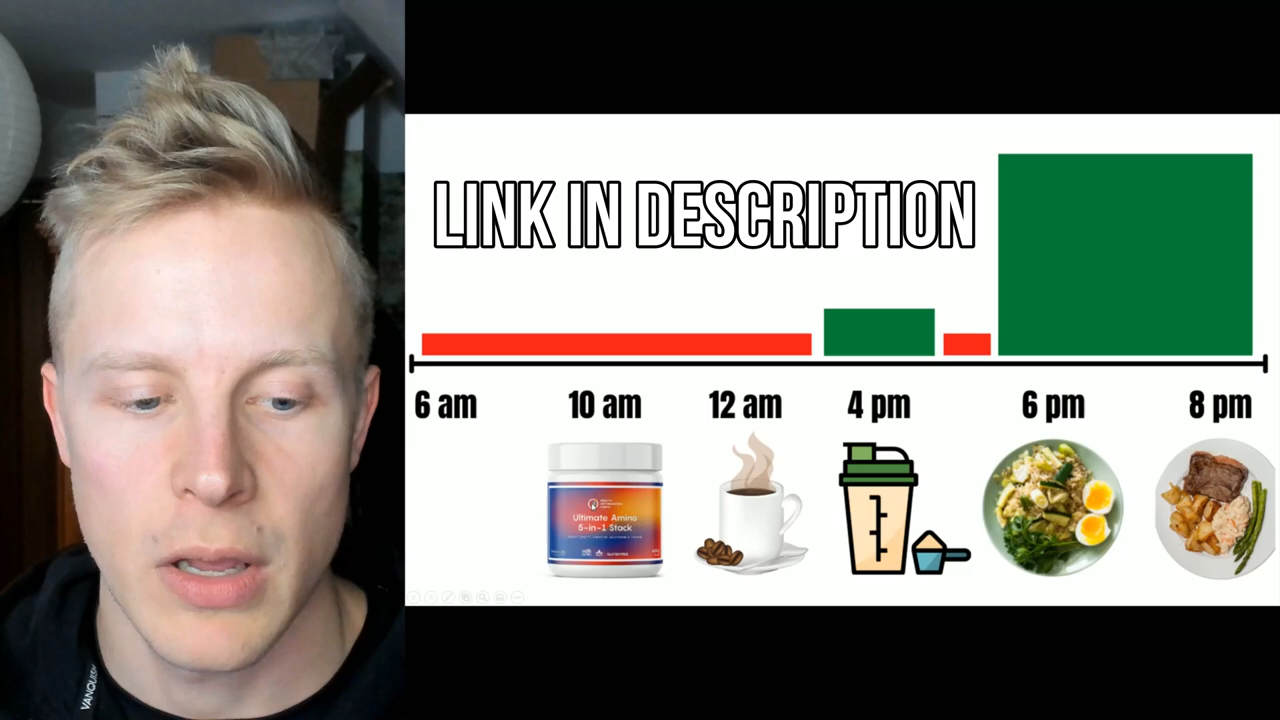 LINK IN DESCRIPTION
6 am
10 am
12 am
4 pm
6 pm
8 pm
Ultimate Amino
5-in-1 Stack
VANQUISH